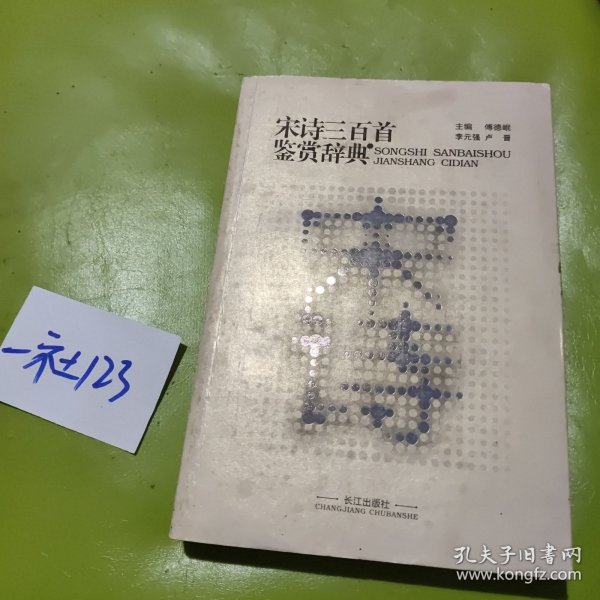 宋诗三百首
鉴赏辞典
SONGSHI SANBAISHOU
JIANSHANG CIDIAN
主编 傅德岷
李元强 卢晋
宋诗
长江出版社
CHANGJIANG CHUBANSHE
一社123
孔夫子旧书网
www.kongfz.com